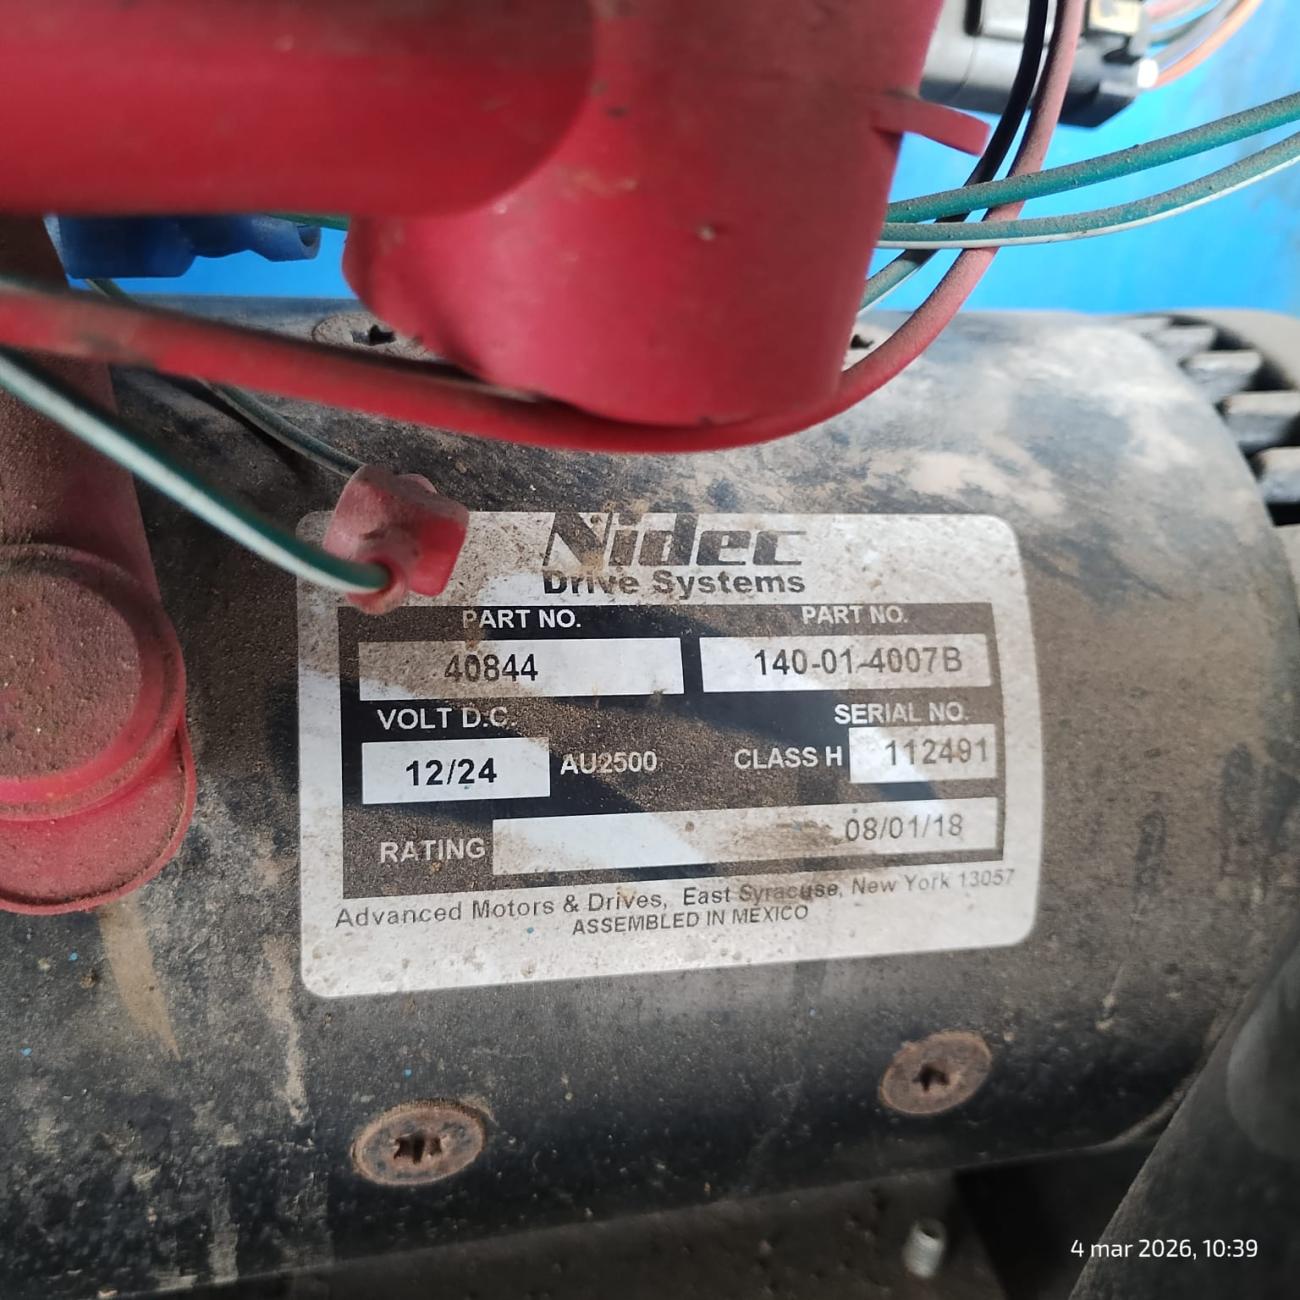 Nidec
Drive Systems
PART NO. PART NO.
40844 140-01-4007B
VOLT D.C. SERIAL NO.
12/24 AU2500 CLASS H 112491
RATING 08/01/18
Advanced Motors & Drives, East Syracuse, New York 13057
ASSEMBLED IN MEXICO
4 mar 2026, 10:39